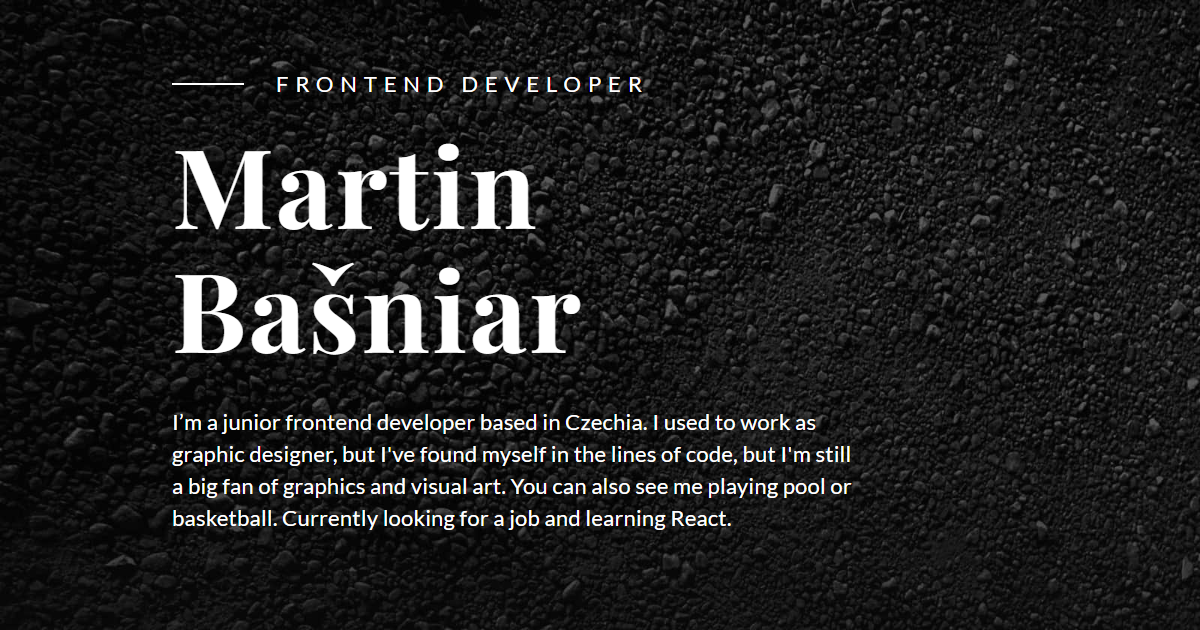 FRONTEND DEVELOPER
Martin
Bašniar
I’m a junior frontend developer based in Czechia. I used to work as
graphic designer, but I've found myself in the lines of code, but I'm still
a big fan of graphics and visual art. You can also see me playing pool or
basketball. Currently looking for a job and learning React.